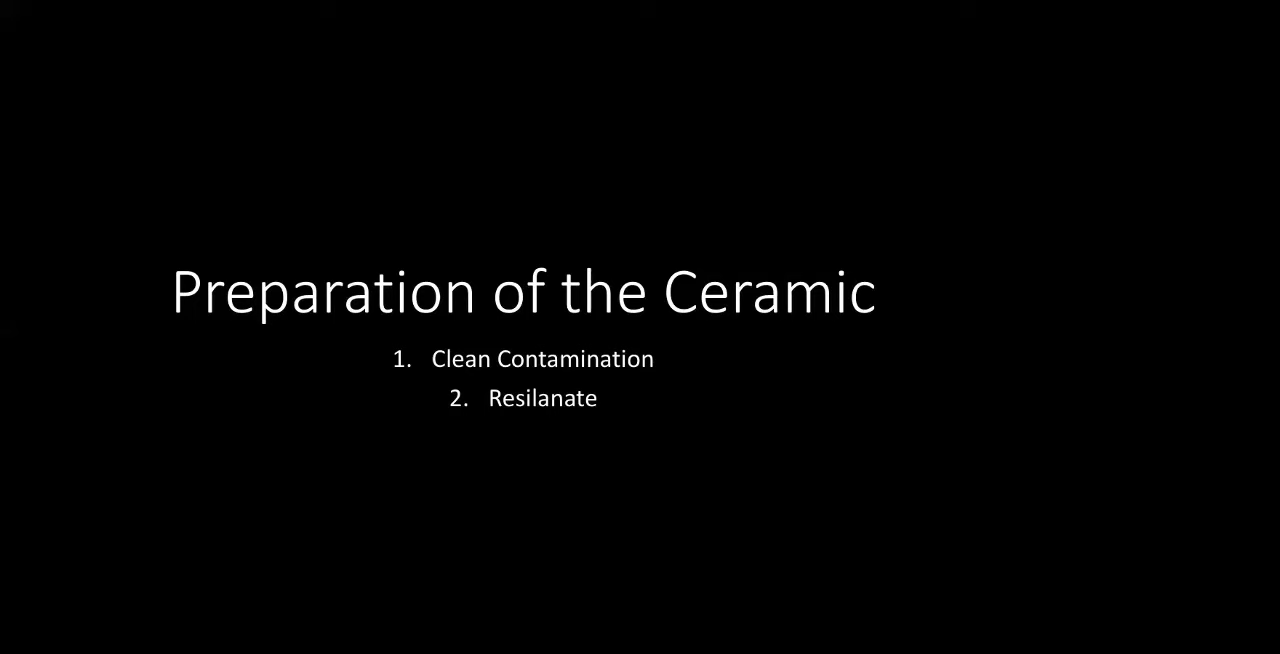 Preparation of the Ceramic
1. Clean Contamination
2. Resilanate